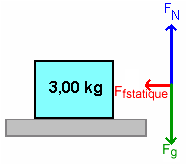 F_N
3,00 kg
F_fstatique
F_g